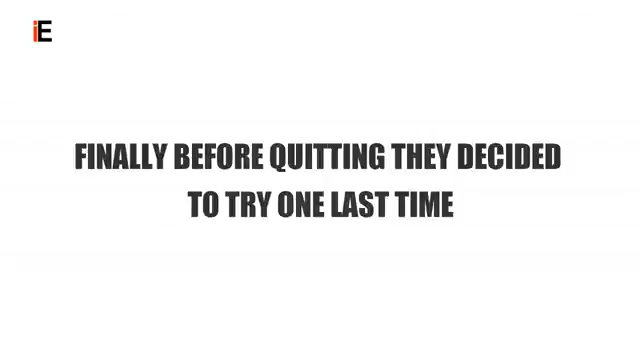 iE
FINALLY BEFORE QUITTING THEY DECIDED
TO TRY ONE LAST TIME